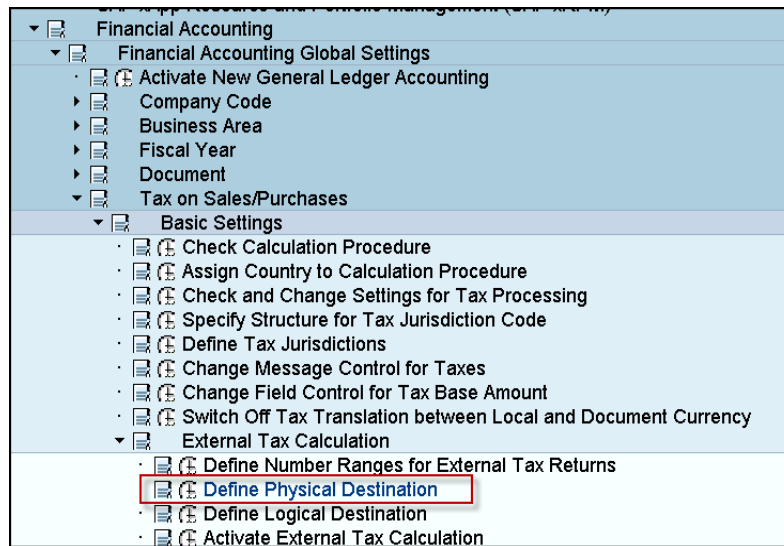 Financial Accounting
Financial Accounting Global Settings
Activate New General Ledger Accounting
Company Code
Business Area
Fiscal Year
Document
Tax on Sales/Purchases
Basic Settings
Check Calculation Procedure
Assign Country to Calculation Procedure
Check and Change Settings for Tax Processing
Specify Structure for Tax Jurisdiction Code
Define Tax Jurisdictions
Change Message Control for Taxes
Change Field Control for Tax Base Amount
Switch Off Tax Translation between Local and Document Currency
External Tax Calculation
Define Number Ranges for External Tax Returns
Define Physical Destination
Define Logical Destination
Activate External Tax Calculation